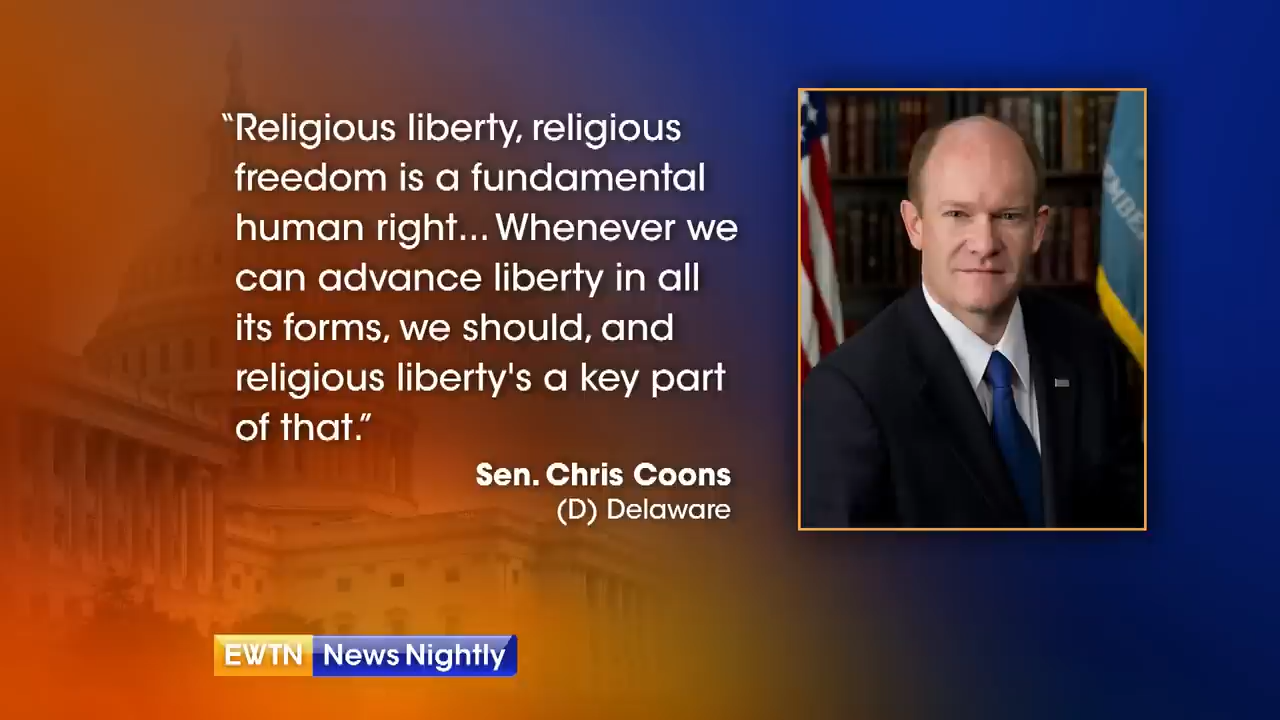 “Religious liberty, religious
freedom is a fundamental
human right... Whenever we
can advance liberty in all
its forms, we should, and
religious liberty's a key part
of that.”
Sen. Chris Coons
(D) Delaware
EWTN News Nightly